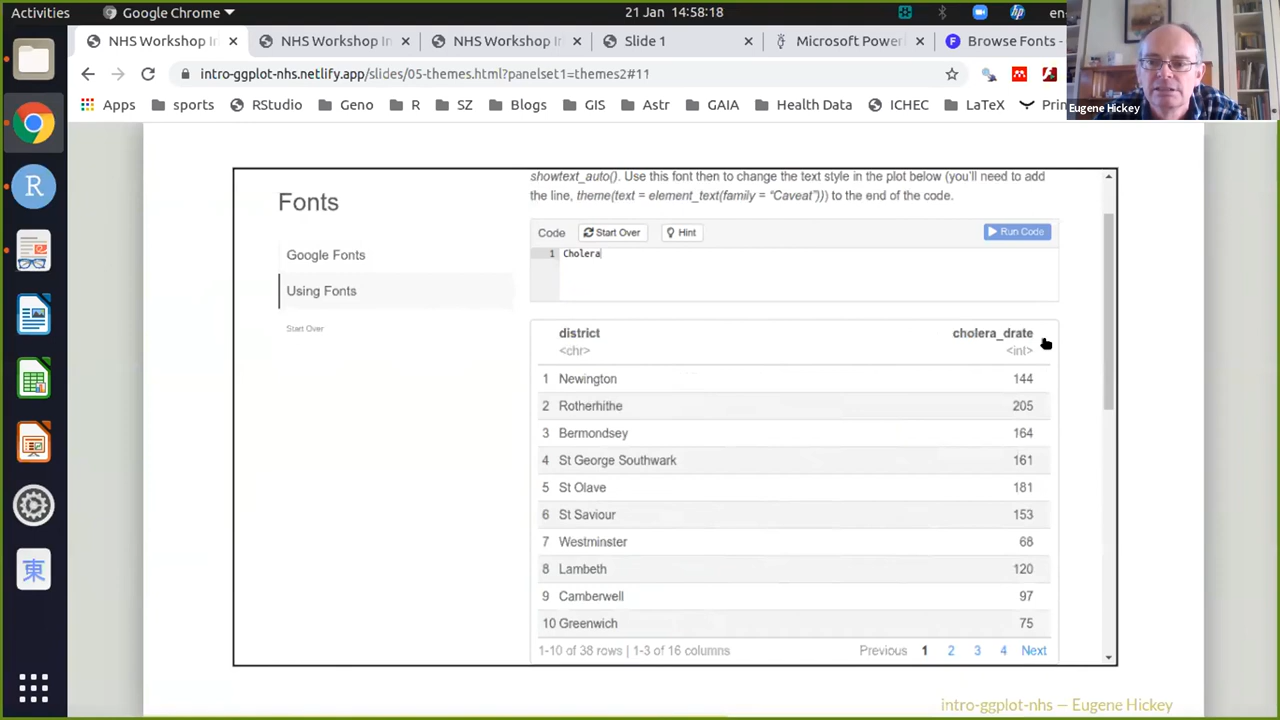 Activities
Google Chrome
21 Jan 14:58:18
en-
NHS Workshop In
NHS Workshop In
NHS Workshop In
Slide 1
Microsoft Power
Browse Fonts -
intro-ggplot-nhs.netlify.app/slides/05-themes.html?panelset1=themes2#11
Apps
sports
RStudio
Geno
R
SZ
Blogs
GIS
Astr
GAIA
Health Data
ICHEC
LaTeX
Eugene Hickey
Fonts
Google Fonts
Using Fonts
Start Over
showtext_auto(). Use this font then to change the text style in the plot below (you'll need to add
the line, theme(text = element_text(family = "Caveat"))) to the end of the code.
Code
Start Over
Hint
Run Code
1 Cholera
district cholera_drate
<chr> <int>
1 Newington 144
2 Rotherhithe 205
3 Bermondsey 164
4 St George Southwark 161
5 St Olave 181
6 St Saviour 153
7 Westminster 68
8 Lambeth 120
9 Camberwell 97
10 Greenwich 75
1-10 of 38 rows | 1-3 of 16 columns
Previous 1 2 3 4 Next
intro-ggplot-nhs — Eugene Hickey